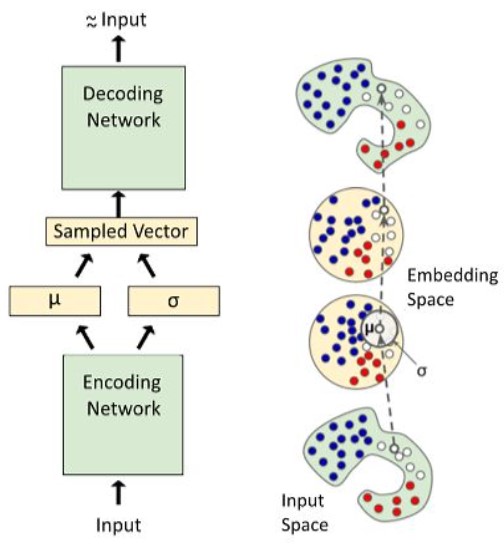 ≈ Input
Decoding
Network
Sampled Vector
μ
σ
Encoding
Network
Input
Embedding
Space
μ
σ
Input
Space